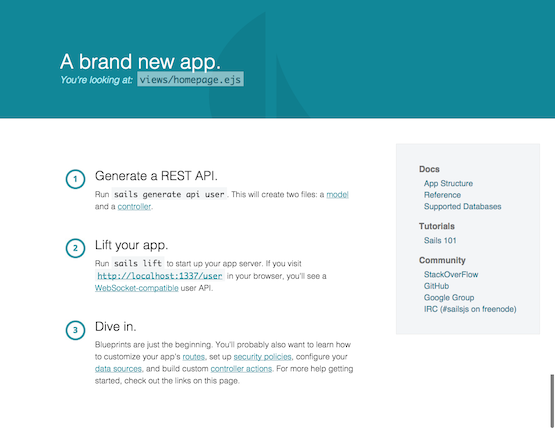 A brand new app.
You're looking at: views/homepage.ejs
1
Generate a REST API.
Run sails generate api user. This will create two files: a model
and a controller.
2
Lift your app.
Run sails lift to start up your app server. If you visit
http://localhost:1337/user in your browser, you'll see a
WebSocket-compatible user API.
3
Dive in.
Blueprints are just the beginning. You'll probably also want to learn how
to customize your app's routes, set up security policies, configure your
data sources, and build custom controller actions. For more help getting
started, check out the links on this page.
Docs
App Structure
Reference
Supported Databases
Tutorials
Sails 101
Community
StackOverFlow
GitHub
Google Group
IRC (#sailsjs on freenode)